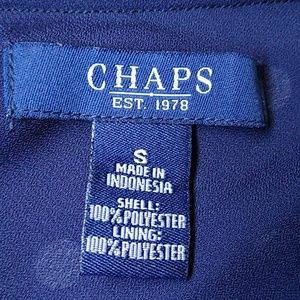 CHAPS
EST. 1978
S
MADE IN
INDONESIA
SHELL:
100%POLYESTER
LINING:
100%POLYESTER